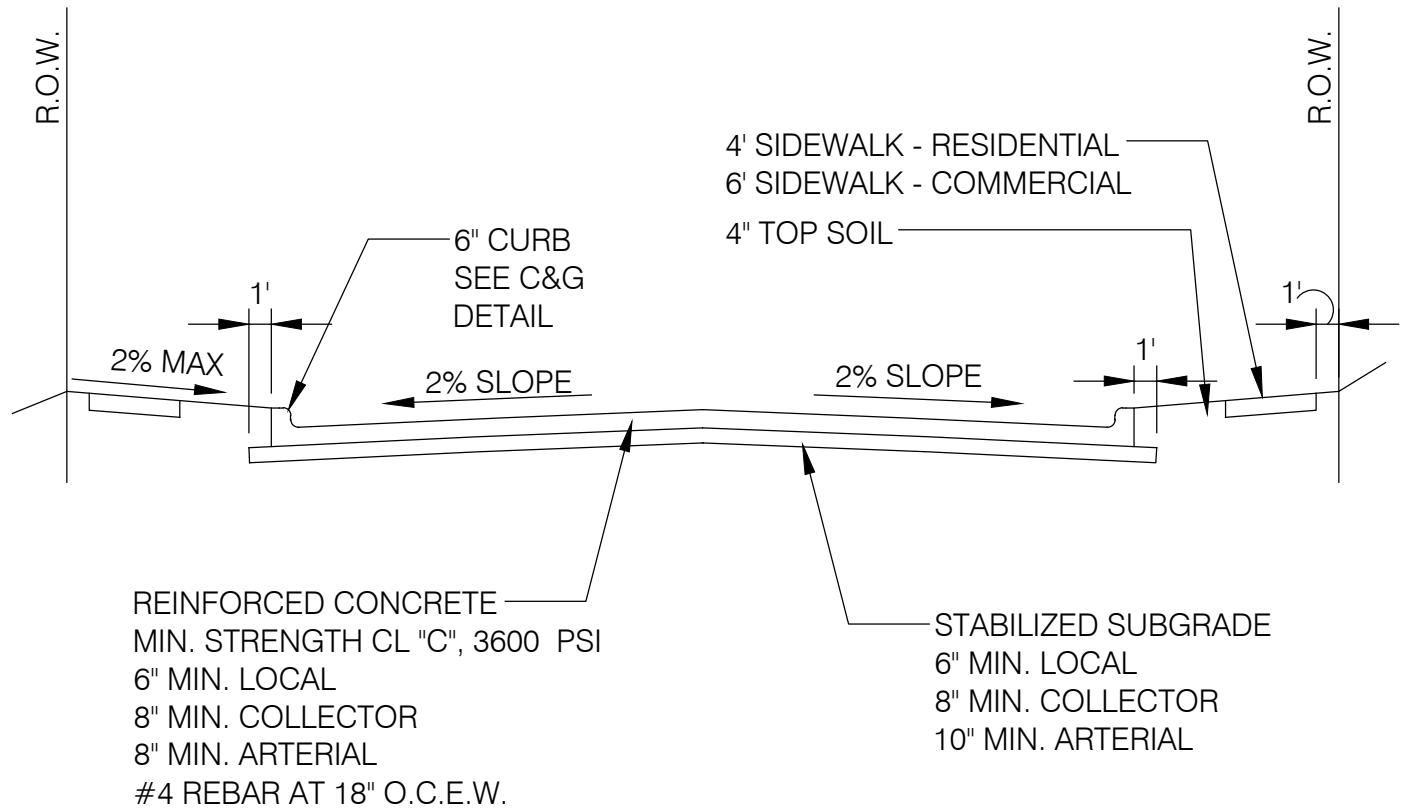 R.O.W.
R.O.W.
4' SIDEWALK - RESIDENTIAL
6' SIDEWALK - COMMERCIAL
4" TOP SOIL
6" CURB
SEE C&G
DETAIL
1'
1'
1'
2% MAX
2% SLOPE
2% SLOPE
REINFORCED CONCRETE
MIN. STRENGTH CL "C", 3600 PSI
6" MIN. LOCAL
8" MIN. COLLECTOR
8" MIN. ARTERIAL
#4 REBAR AT 18" O.C.E.W.
STABILIZED SUBGRADE
6" MIN. LOCAL
8" MIN. COLLECTOR
10" MIN. ARTERIAL